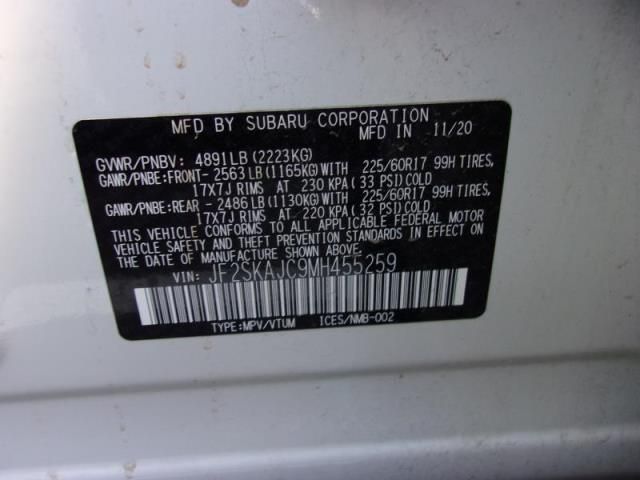 MFD BY SUBARU CORPORATION
MFD IN 11/20
GVWR/PNBV: 4891LB(2223KG)
GAWR/PNBE:FRONT- 2563LB(1165KG)WITH 225/60R17 99H TIRES,
17X7J RIMS AT 230 KPA(33 PSI)COLD
GAWR/PNBE:REAR - 2486LB(1130KG)WITH 225/60R17 99H TIRES,
17X7J RIMS AT 220 KPA(32 PSI)COLD
THIS VEHICLE CONFORMS TO ALL APPLICABLE FEDERAL MOTOR
VEHICLE SAFETY AND THEFT PREVENTION STANDARDS IN EFFECT ON
THE DATE OF MANUFACTURE SHOWN ABOVE.
VIN: JF2SKAJC9MH455259
TYPE:MPV/VTUM ICES/NMB-002